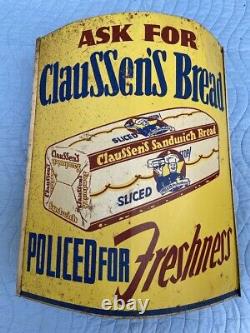 ASK FOR
ClausSen's Bread
SLICED
ClausSen's Sandwich Bread
SLICED
POLICED FOR Freshness